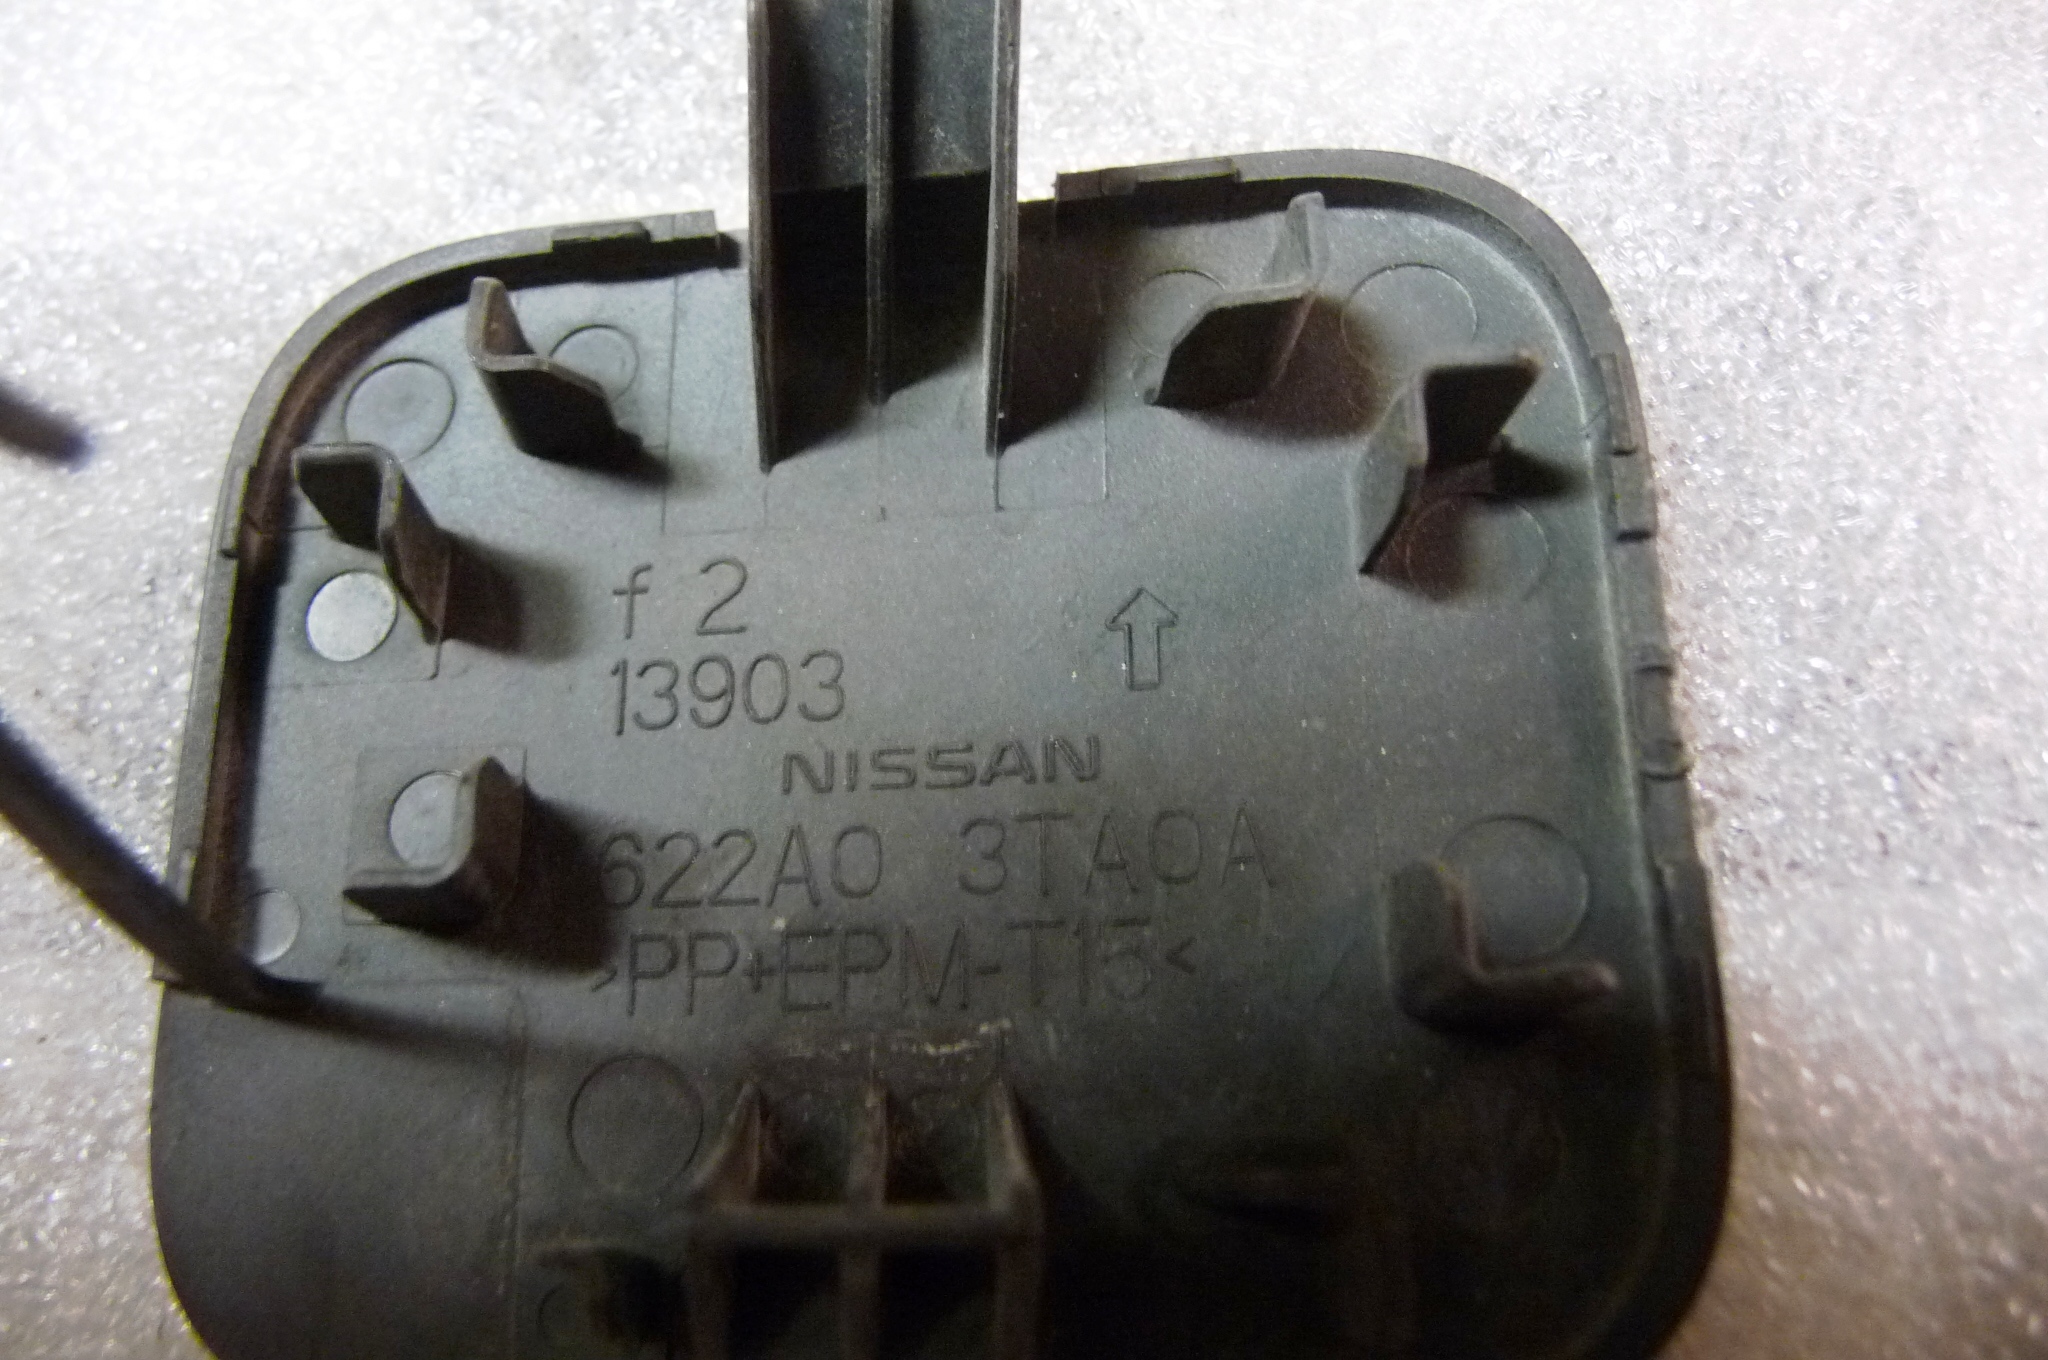 f 2
13903
NISSAN
622A0 3TA0A
>PP+EPM-T15<